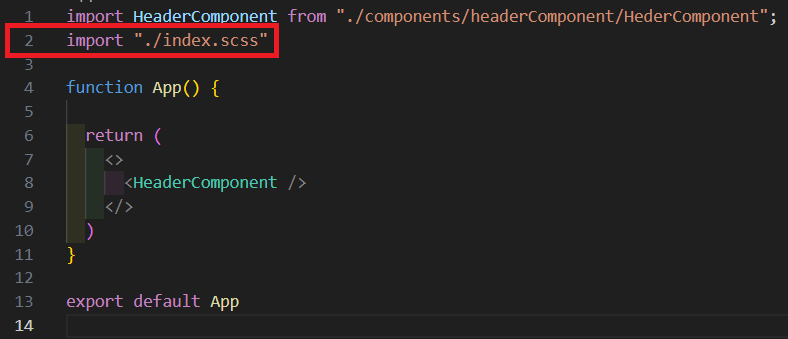 1 import HeaderComponent from "./components/headerComponent/HederComponent";
2 import "./index.scss"
3
4 function App() {
5
6   return (
7     <>
8       <HeaderComponent />
9     </>
10   )
11 }
12
13 export default App
14